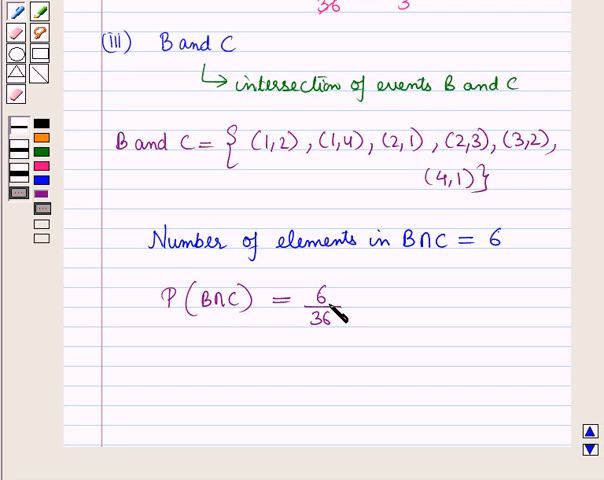 36 3
(iii) B and C
↳ intersection of events B and C
B and C = { (1,2) , (1,4) , (2,1) , (2,3) , (3,2) ,
(4,1) }
Number of elements in B∩C = 6
P (B∩C) = 6/36